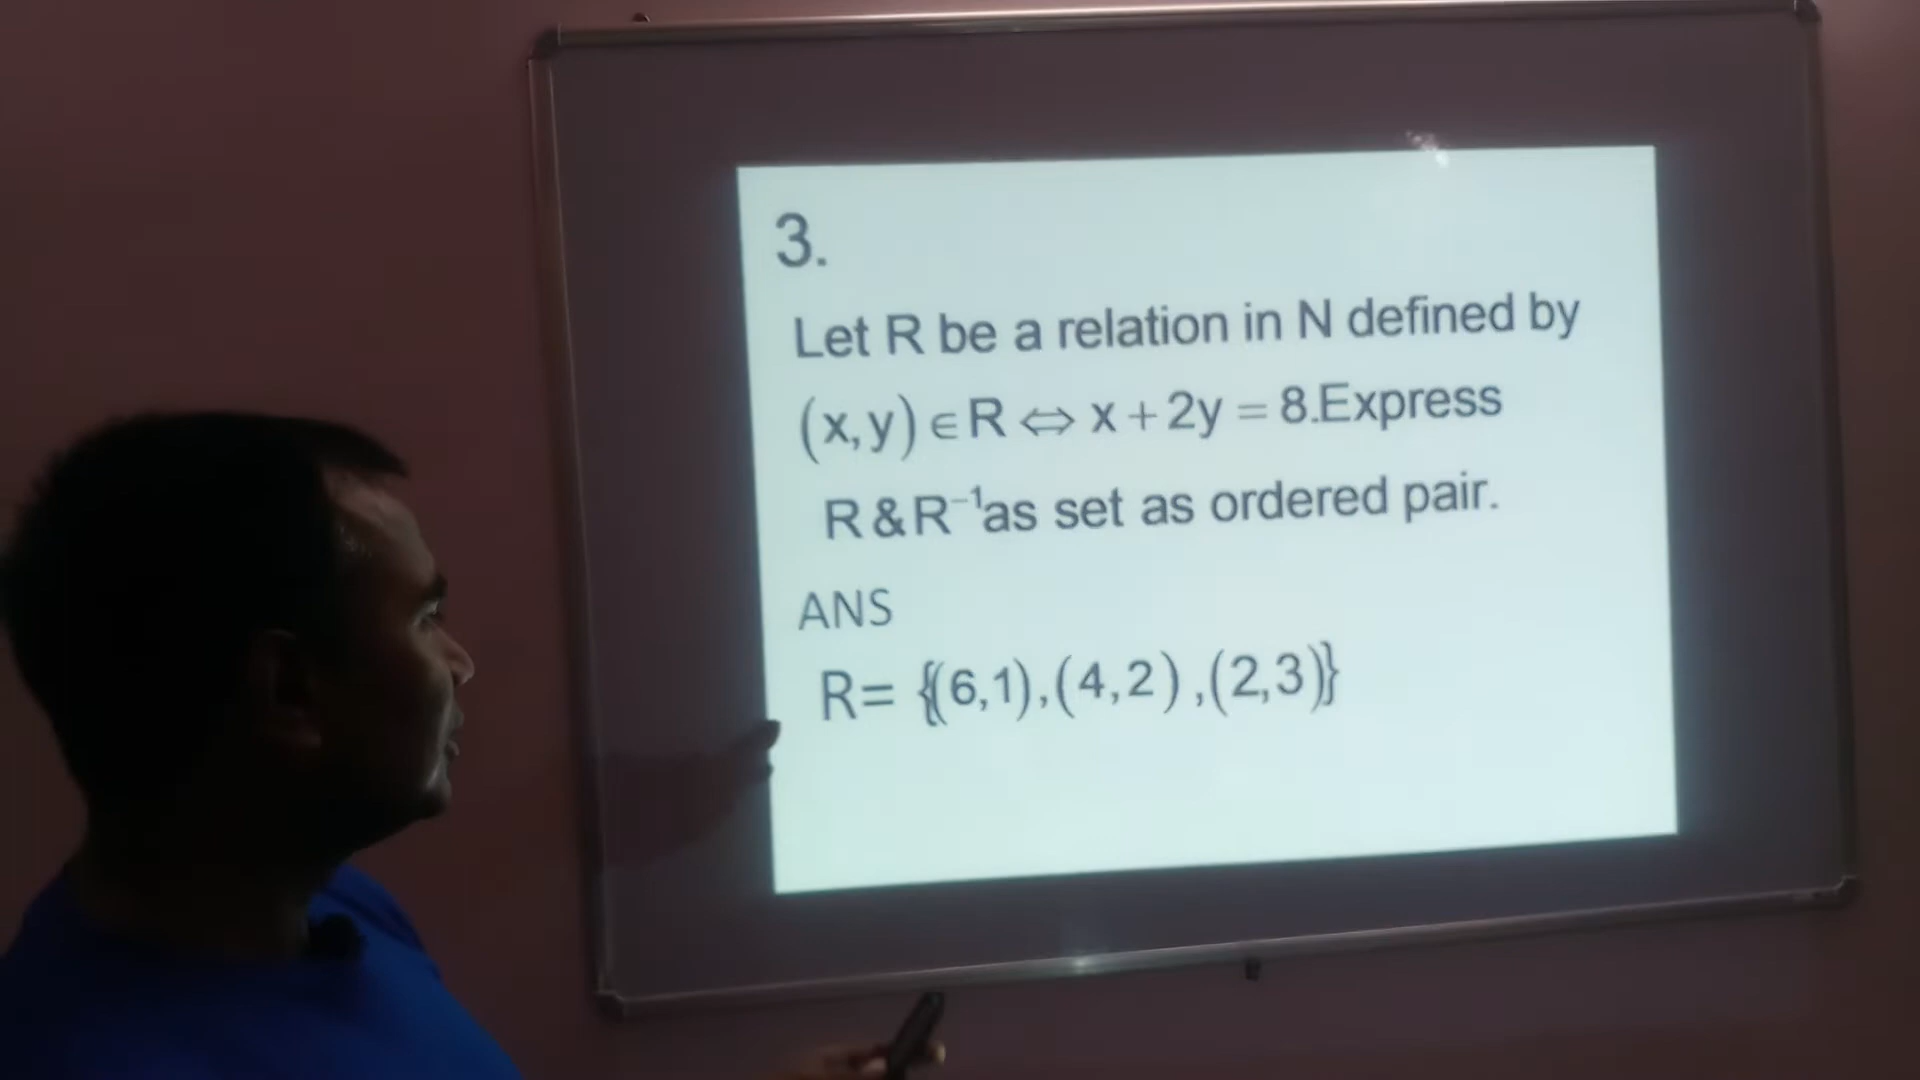 3.
Let R be a relation in N defined by
(x,y)∈R⇔x+2y=8.Express
R&R⁻¹as set as ordered pair.
ANS
R= {(6,1),(4,2),(2,3)}